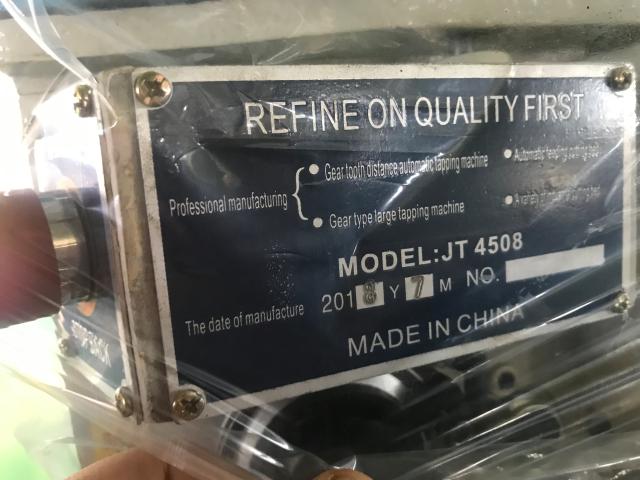 REFINE ON QUALITY FIRST
Professional manufacturing
Gear tooth distance automatic tapping machine
Automatic
Gear type large tapping machine
MODEL:JT 4508
The date of manufacture 2018 Y 7 M NO.
MADE IN CHINA